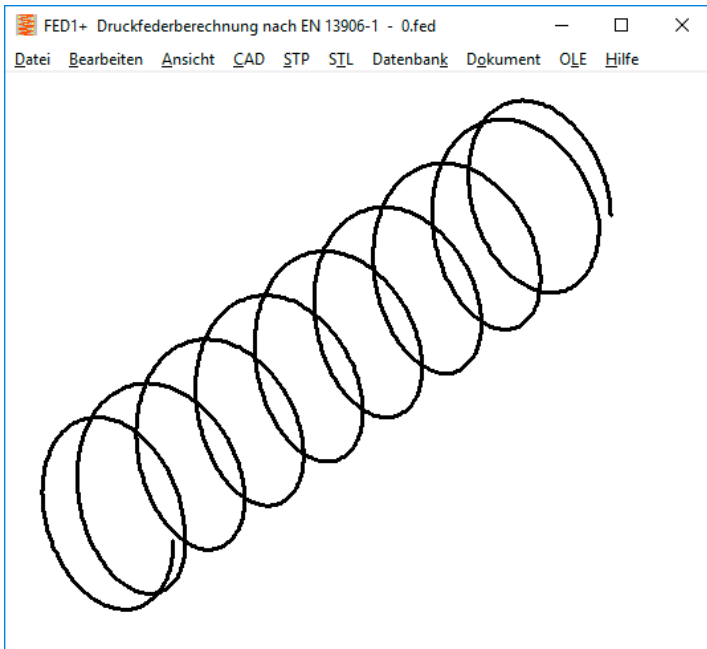 FED1+ Druckfederberechnung nach EN 13906-1 - 0.fed
Datei Bearbeiten Ansicht CAD STP STL Datenbank Dokument OLE Hilfe